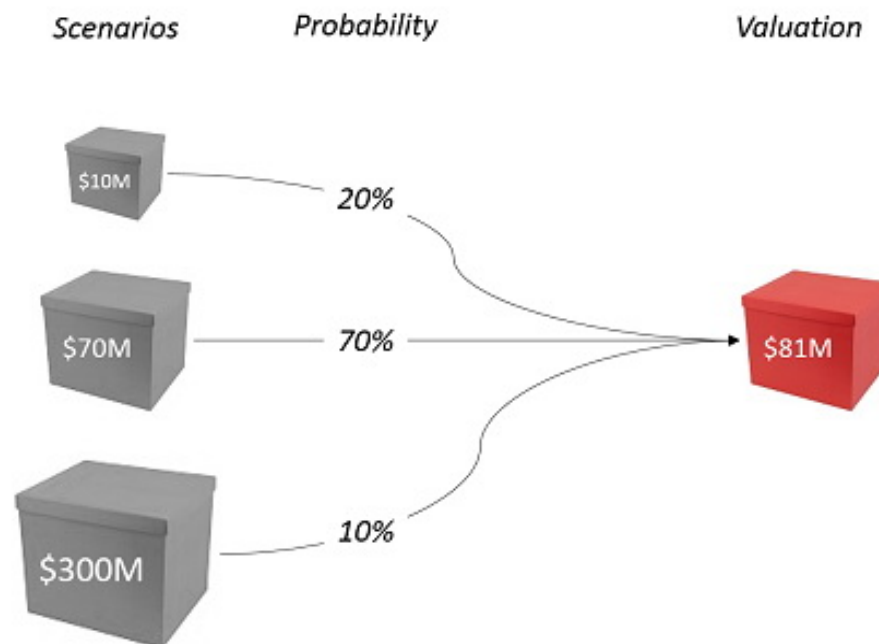 Scenarios Probability Valuation
$10M
20%
$70M
70%
$81M
$300M
10%